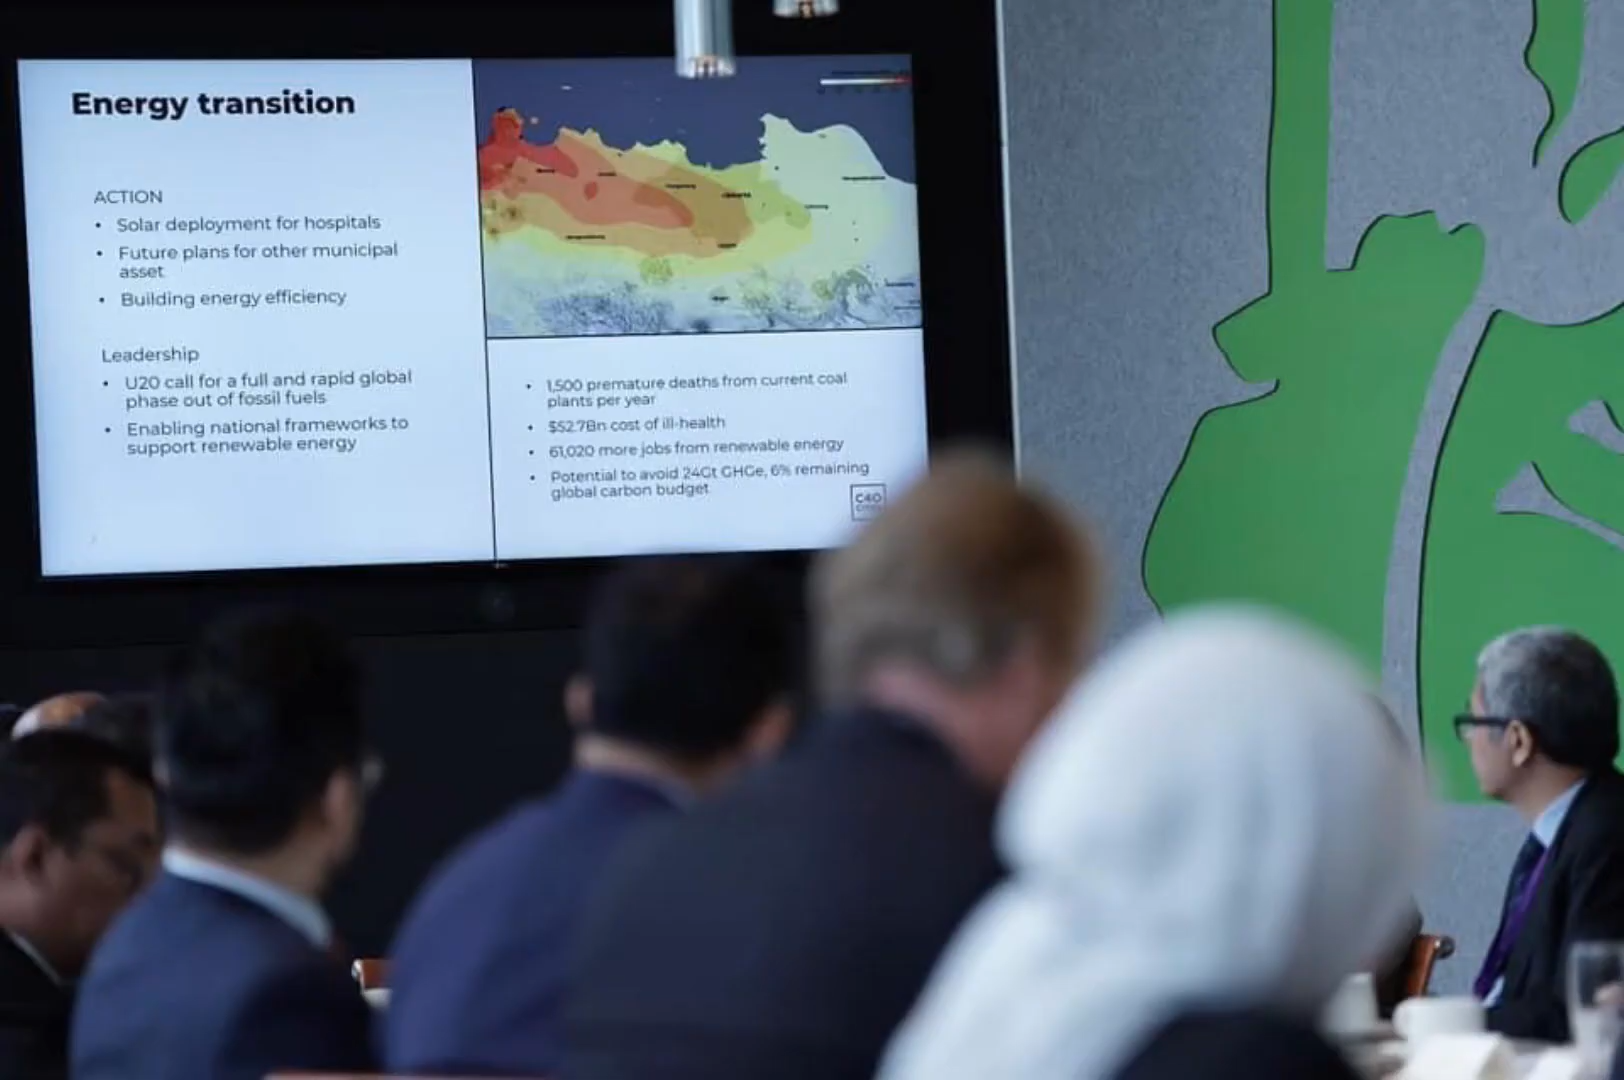 Energy transition
ACTION
• Solar deployment for hospitals
• Future plans for other municipal
asset
• Building energy efficiency
Leadership
• U20 call for a full and rapid global
phase out of fossil fuels
• Enabling national frameworks to
support renewable energy
• 1,500 premature deaths from current coal
plants per year
• $52.7Bn cost of ill-health
• 61,020 more jobs from renewable energy
• Potential to avoid 24Gt GHGe, 6% remaining
global carbon budget
C40
CITIES